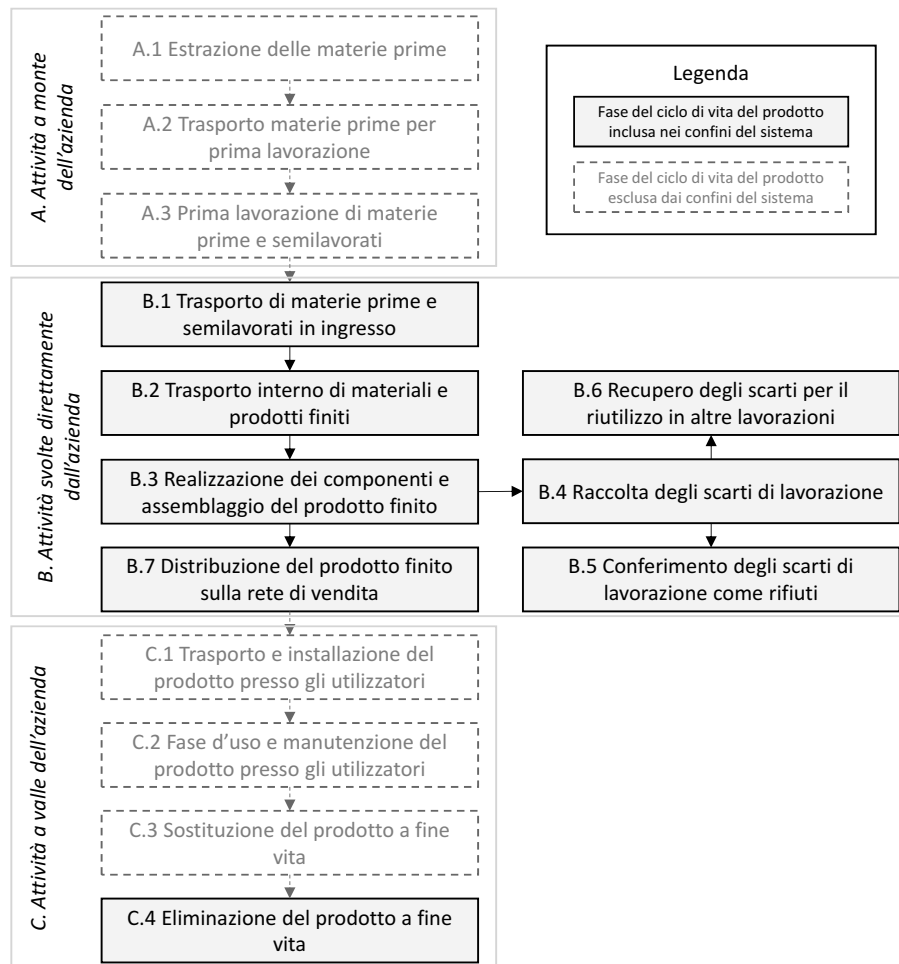 A. Attività a monte
dell'azienda
A.1 Estrazione delle materie prime
A.2 Trasporto materie prime per
prima lavorazione
A.3 Prima lavorazione di materie
prime e semilavorati
Legenda
Fase del ciclo di vita del prodotto
inclusa nei confini del sistema
Fase del ciclo di vita del prodotto
esclusa dai confini del sistema
B. Attività svolte direttamente
dall'azienda
B.1 Trasporto di materie prime e
semilavorati in ingresso
B.2 Trasporto interno di materiali e
prodotti finiti
B.3 Realizzazione dei componenti e
assemblaggio del prodotto finito
B.7 Distribuzione del prodotto finito
sulla rete di vendita
B.6 Recupero degli scarti per il
riutilizzo in altre lavorazioni
B.4 Raccolta degli scarti di lavorazione
B.5 Conferimento degli scarti di
lavorazione come rifiuti
C. Attività a valle dell'azienda
C.1 Trasporto e installazione del
prodotto presso gli utilizzatori
C.2 Fase d'uso e manutenzione del
prodotto presso gli utilizzatori
C.3 Sostituzione del prodotto a fine
vita
C.4 Eliminazione del prodotto a fine
vita